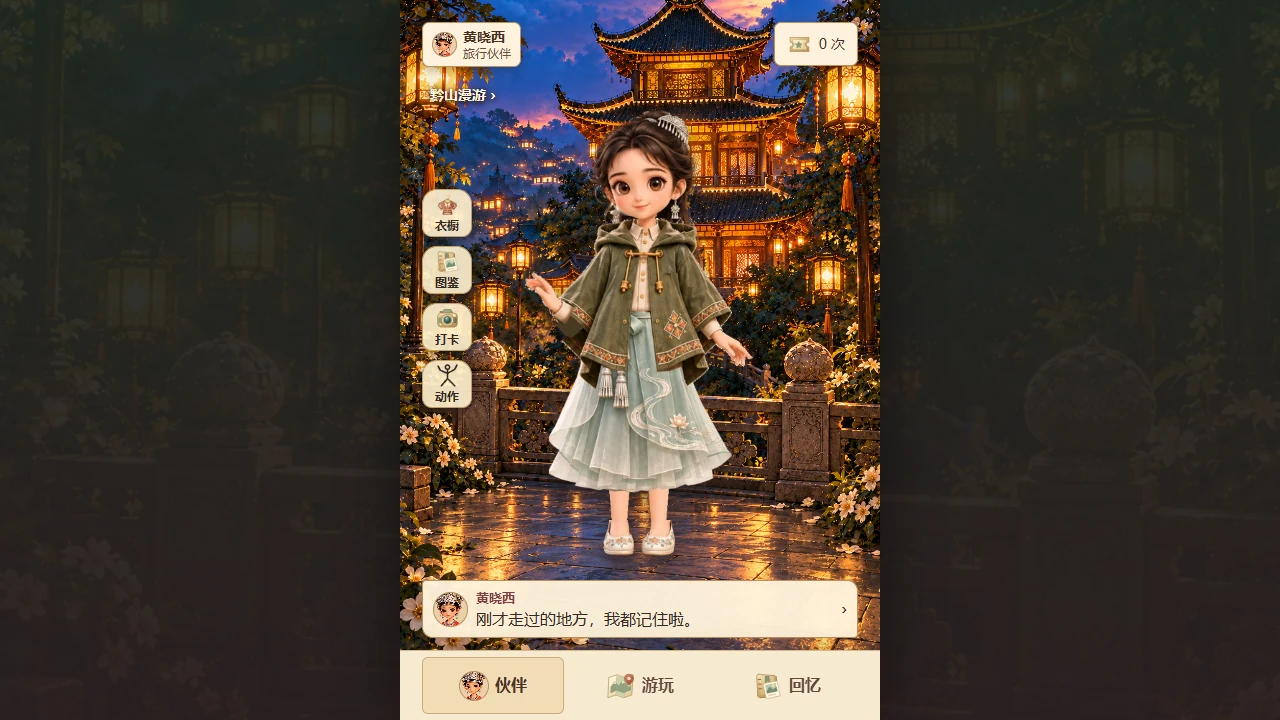 黄晓西
旅行伙伴
0 次
黔山漫游 ›
衣橱
图鉴
打卡
动作
黄晓西
刚才走过的地方，我都记住啦。
›
伙伴
游玩
回忆